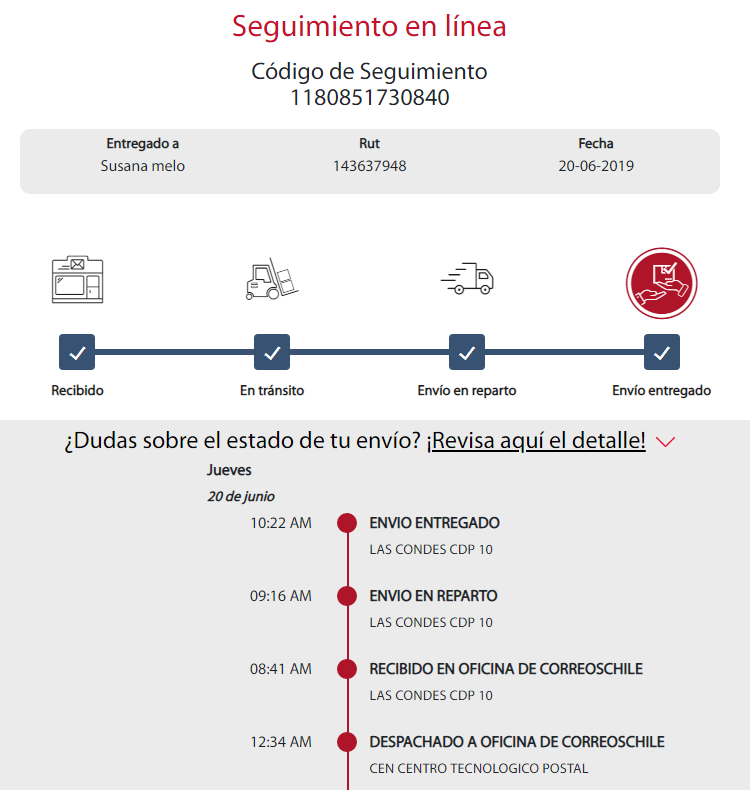 Seguimiento en línea
Código de Seguimiento
1180851730840
Entregado a Rut Fecha
Susana melo 143637948 20-06-2019
Recibido En tránsito Envío en reparto Envío entregado
¿Dudas sobre el estado de tu envío? ¡Revisa aquí el detalle!
Jueves
20 de junio
10:22 AM ENVIO ENTREGADO
LAS CONDES CDP 10
09:16 AM ENVIO EN REPARTO
LAS CONDES CDP 10
08:41 AM RECIBIDO EN OFICINA DE CORREOSCHILE
LAS CONDES CDP 10
12:34 AM DESPACHADO A OFICINA DE CORREOSCHILE
CEN CENTRO TECNOLOGICO POSTAL